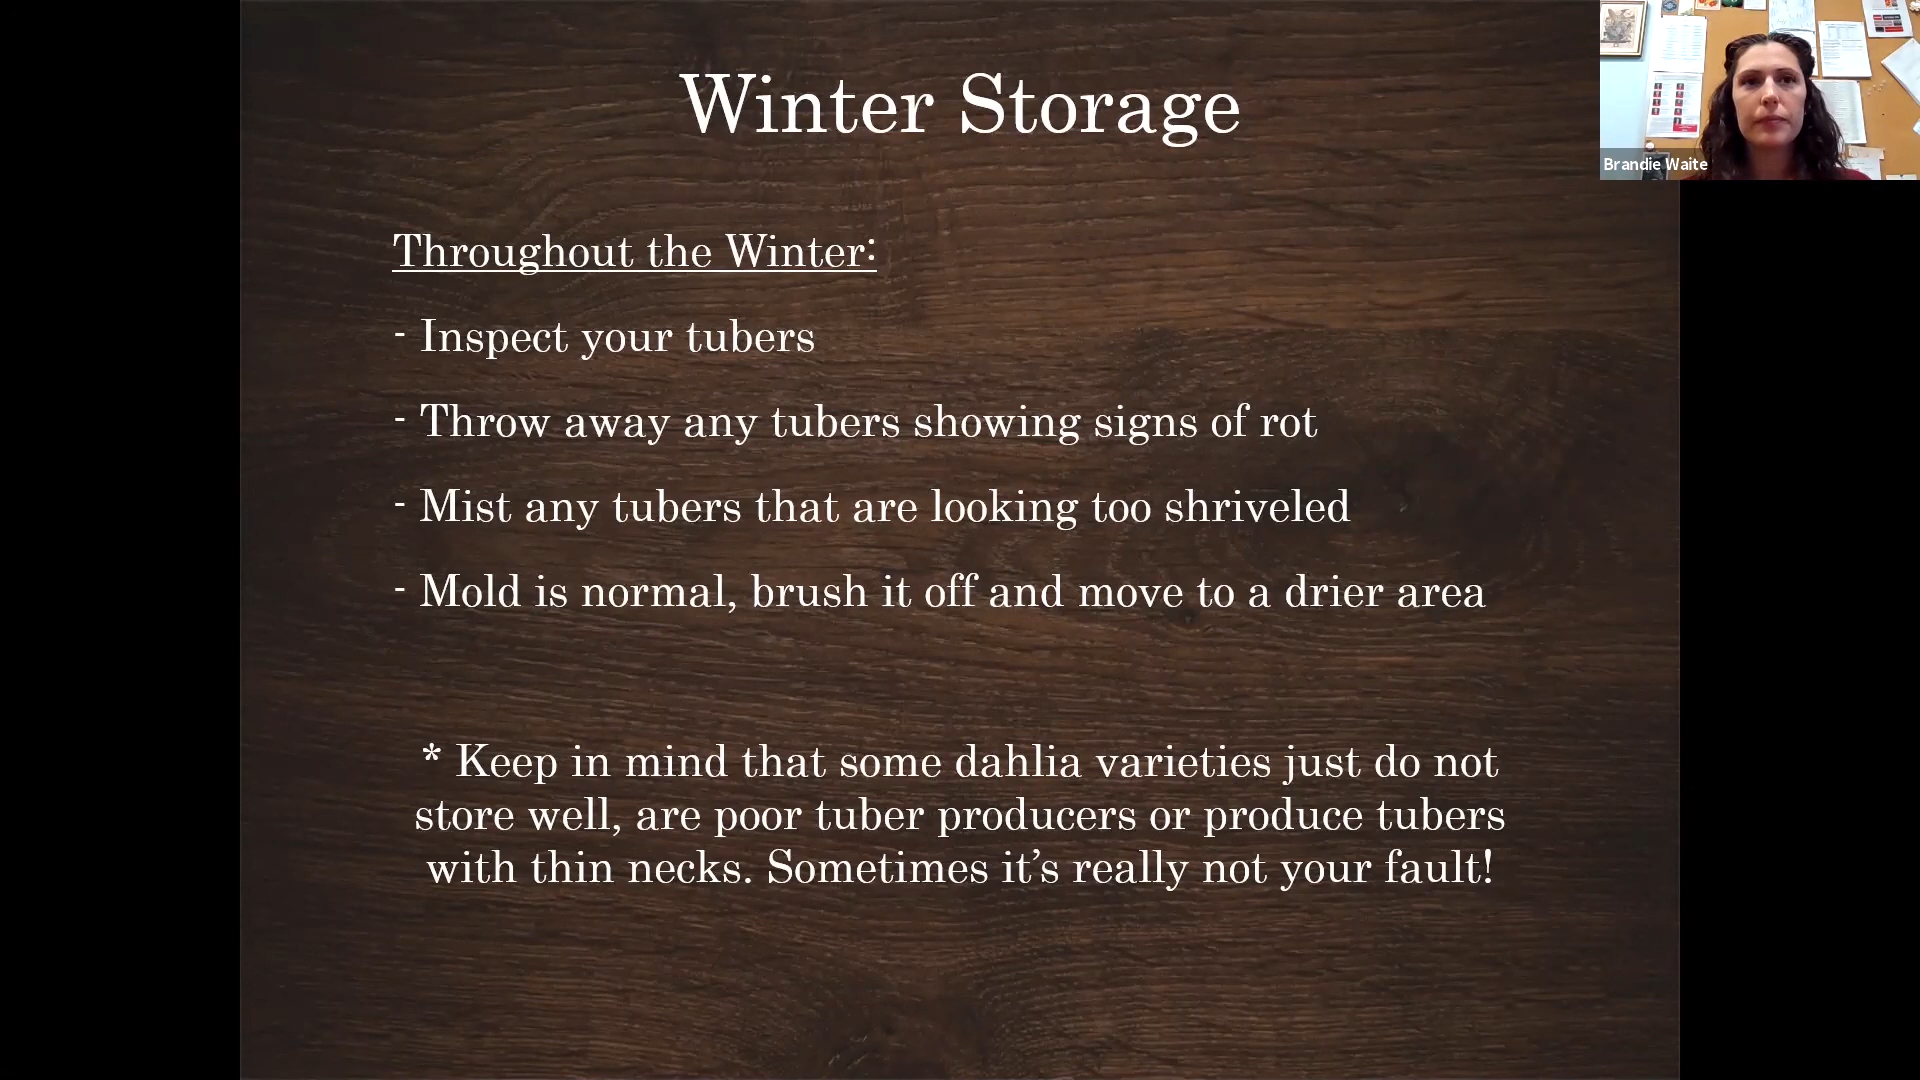 Winter Storage
Brandie Waite
Throughout the Winter:
- Inspect your tubers
- Throw away any tubers showing signs of rot
- Mist any tubers that are looking too shriveled
- Mold is normal, brush it off and move to a drier area
* Keep in mind that some dahlia varieties just do not
store well, are poor tuber producers or produce tubers
with thin necks. Sometimes it’s really not your fault!